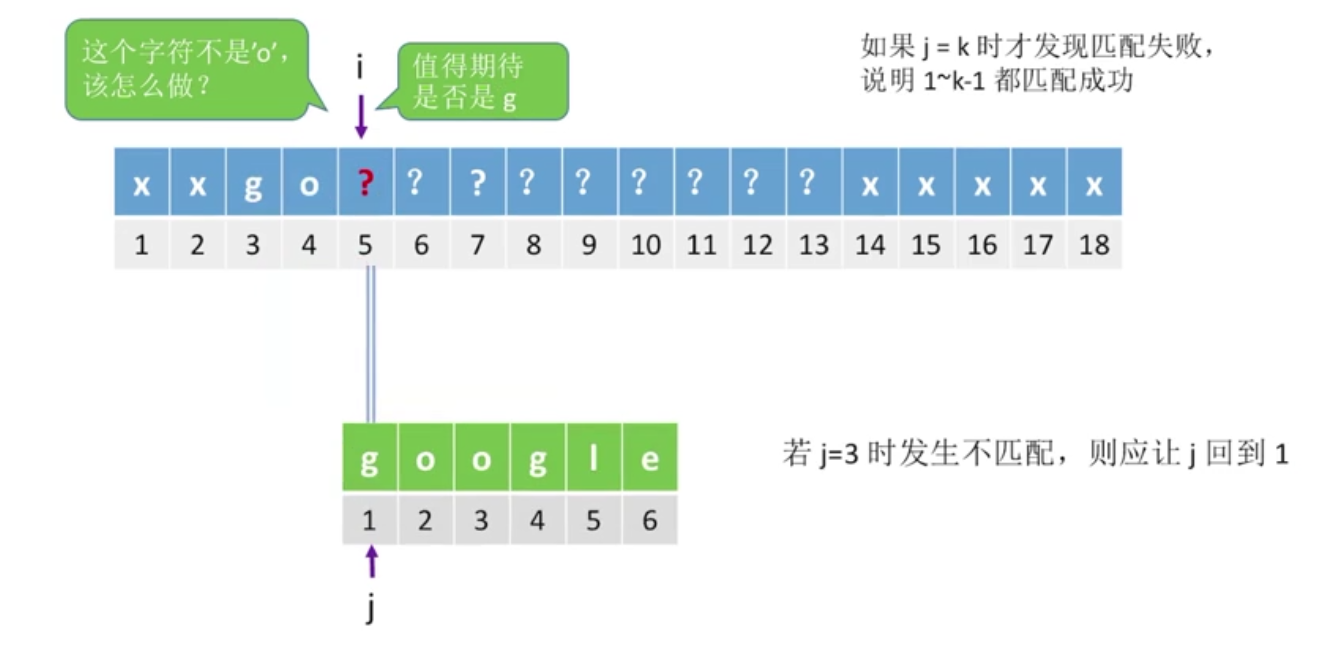 这个字符不是'o',
该怎么做?
i
值得期待
是否是 g
如果 j = k 时才发现匹配失败,
说明 1~k-1 都匹配成功
x x g o ? ? ? ? ? ? ? ? ? x x x x x
1 2 3 4 5 6 7 8 9 10 11 12 13 14 15 16 17 18
g o o g l e
1 2 3 4 5 6
若 j=3 时发生不匹配，则应让 j 回到 1
j